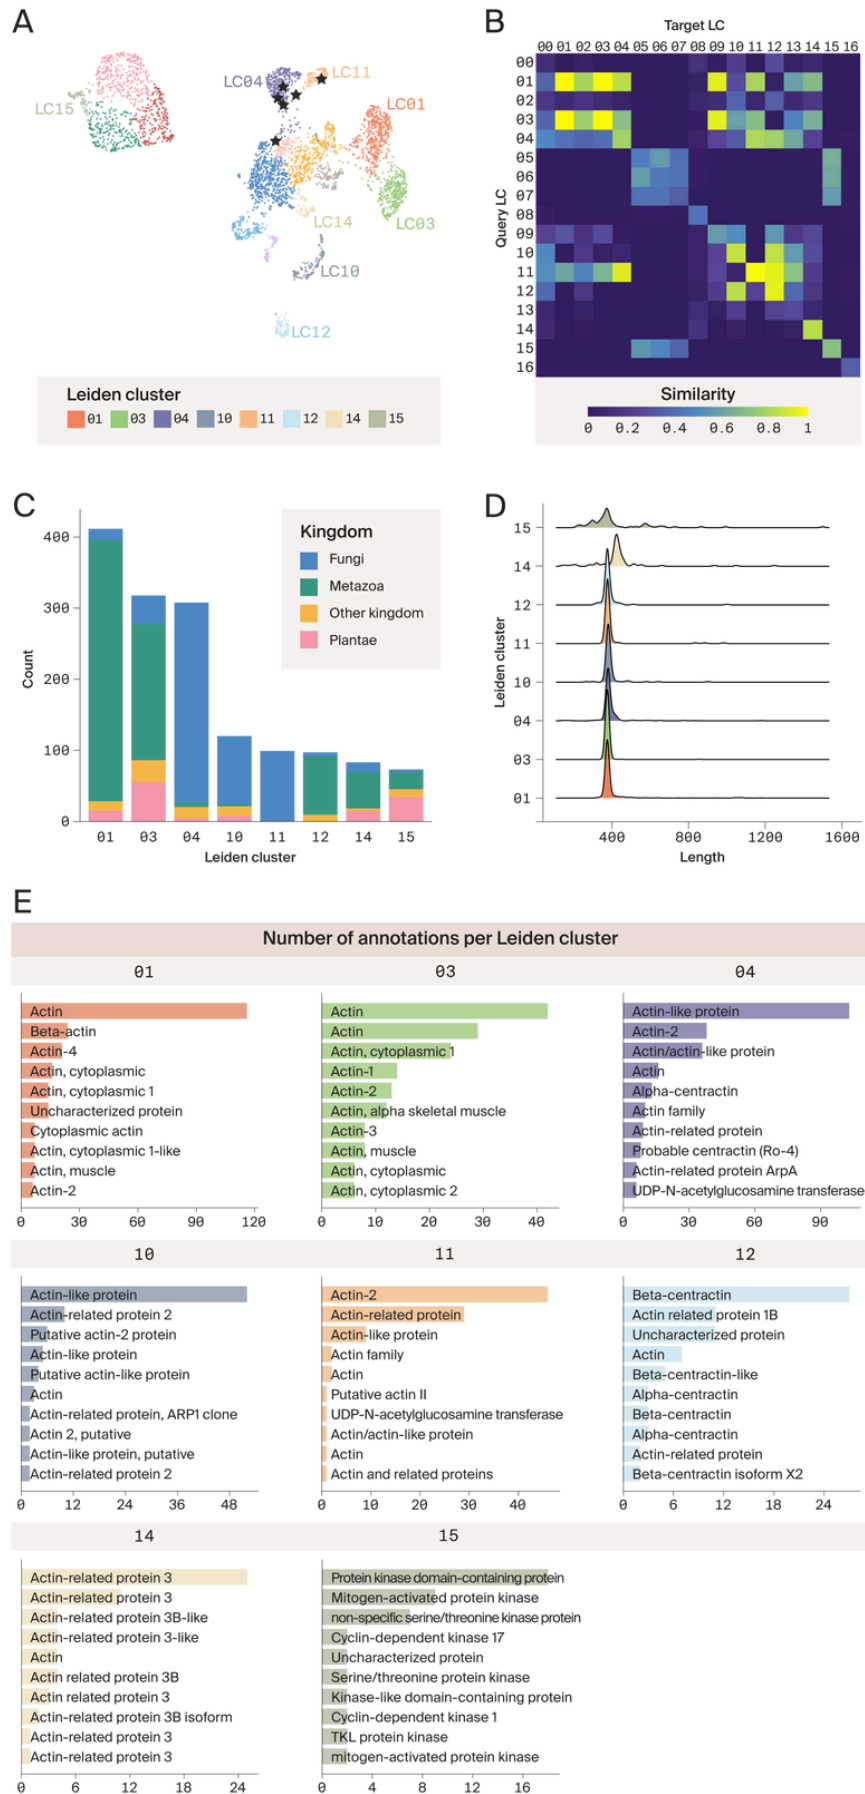 A
LC15
LC04
LC11
LC01
LC03
LC14
LC10
LC12
Leiden cluster
01 03 04 10 11 12 14 15
B
Target LC
00 01 02 03 04 05 06 07 08 09 10 11 12 13 14 15 16
Query LC
00
01
02
03
04
05
06
07
08
09
10
11
12
13
14
15
16
Similarity
0 0.2 0.4 0.6 0.8 1
C
Count
400
300
200
100
0
01 03 04 10 11 12 14 15
Leiden cluster
Kingdom
Fungi
Metazoa
Other kingdom
Plantae
D
Leiden cluster
15
14
12
11
10
04
03
01
400 800 1200 1600
Length
E
Number of annotations per Leiden cluster
01
Actin
Beta-actin
Actin-4
Actin, cytoplasmic
Actin, cytoplasmic 1
Uncharacterized protein
Cytoplasmic actin
Actin, cytoplasmic 1-like
Actin, muscle
Actin-2
0 30 60 90 120
03
Actin
Actin
Actin, cytoplasmic 1
Actin-1
Actin-2
Actin, alpha skeletal muscle
Actin-3
Actin, muscle
Actin, cytoplasmic
Actin, cytoplasmic 2
0 10 20 30 40
04
Actin-like protein
Actin-2
Actin/actin-like protein
Actin
Alpha-centractin
Actin family
Actin-related protein
Probable centractin (Ro-4)
Actin-related protein ArpA
UDP-N-acetylglucosamine transferase
0 30 60 90
10
Actin-like protein
Actin-related protein 2
Putative actin-2 protein
Actin-like protein
Putative actin-like protein
Actin
Actin-related protein, ARP1 clone
Actin 2, putative
Actin-like protein, putative
Actin-related protein 2
0 12 24 36 48
11
Actin-2
Actin-related protein
Actin-like protein
Actin family
Actin
Putative actin II
UDP-N-acetylglucosamine transferase
Actin/actin-like protein
Actin
Actin and related proteins
0 10 20 30 40
12
Beta-centractin
Actin related protein 1B
Uncharacterized protein
Actin
Beta-centractin-like
Alpha-centractin
Beta-centractin
Alpha-centractin
Actin-related protein
Beta-centractin isoform X2
0 6 12 18 24
14
Actin-related protein 3
Actin-related protein 3
Actin-related protein 3B-like
Actin-related protein 3-like
Actin
Actin related protein 3B
Actin related protein 3
Actin-related protein 3B isoform
Actin-related protein 3
Actin-related protein 3
0 6 12 18 24
15
Protein kinase domain-containing protein
Mitogen-activated protein kinase
non-specific serine/threonine kinase protein
Cyclin-dependent kinase 17
Uncharacterized protein
Serine/threonine protein kinase
Kinase-like domain-containing protein
Cyclin-dependent kinase 1
TKL protein kinase
mitogen-activated protein kinase
0 4 8 12 16